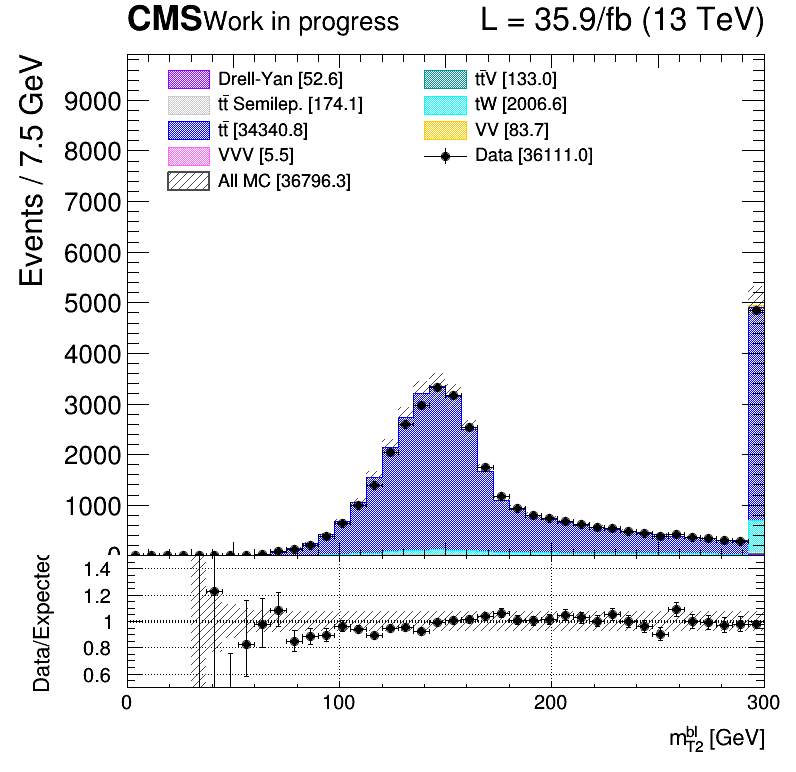 CMS Work in progress L = 35.9/fb (13 TeV)
Events / 7.5 GeV
9000
8000
7000
6000
5000
4000
3000
2000
1000
0
Drell-Yan [52.6]
tt̄ Semilep. [174.1]
tt̄ [34340.8]
VVV [5.5]
All MC [36796.3]
tt̄V [133.0]
tW [2006.6]
VV [83.7]
Data [36111.0]
Data/Expected
1.4
1.2
1
0.8
0.6
0 100 200 300
m_T2^bl [GeV]